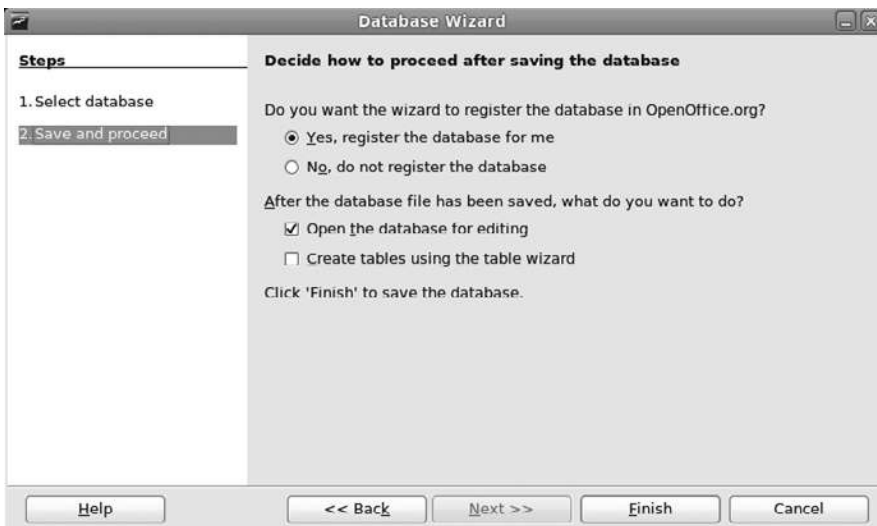 Database Wizard
Steps
1. Select database
2. Save and proceed
Decide how to proceed after saving the database
Do you want the wizard to register the database in OpenOffice.org?
Yes, register the database for me
No, do not register the database
After the database file has been saved, what do you want to do?
Open the database for editing
Create tables using the table wizard
Click 'Finish' to save the database.
Help
<< Back
Next >>
Finish
Cancel